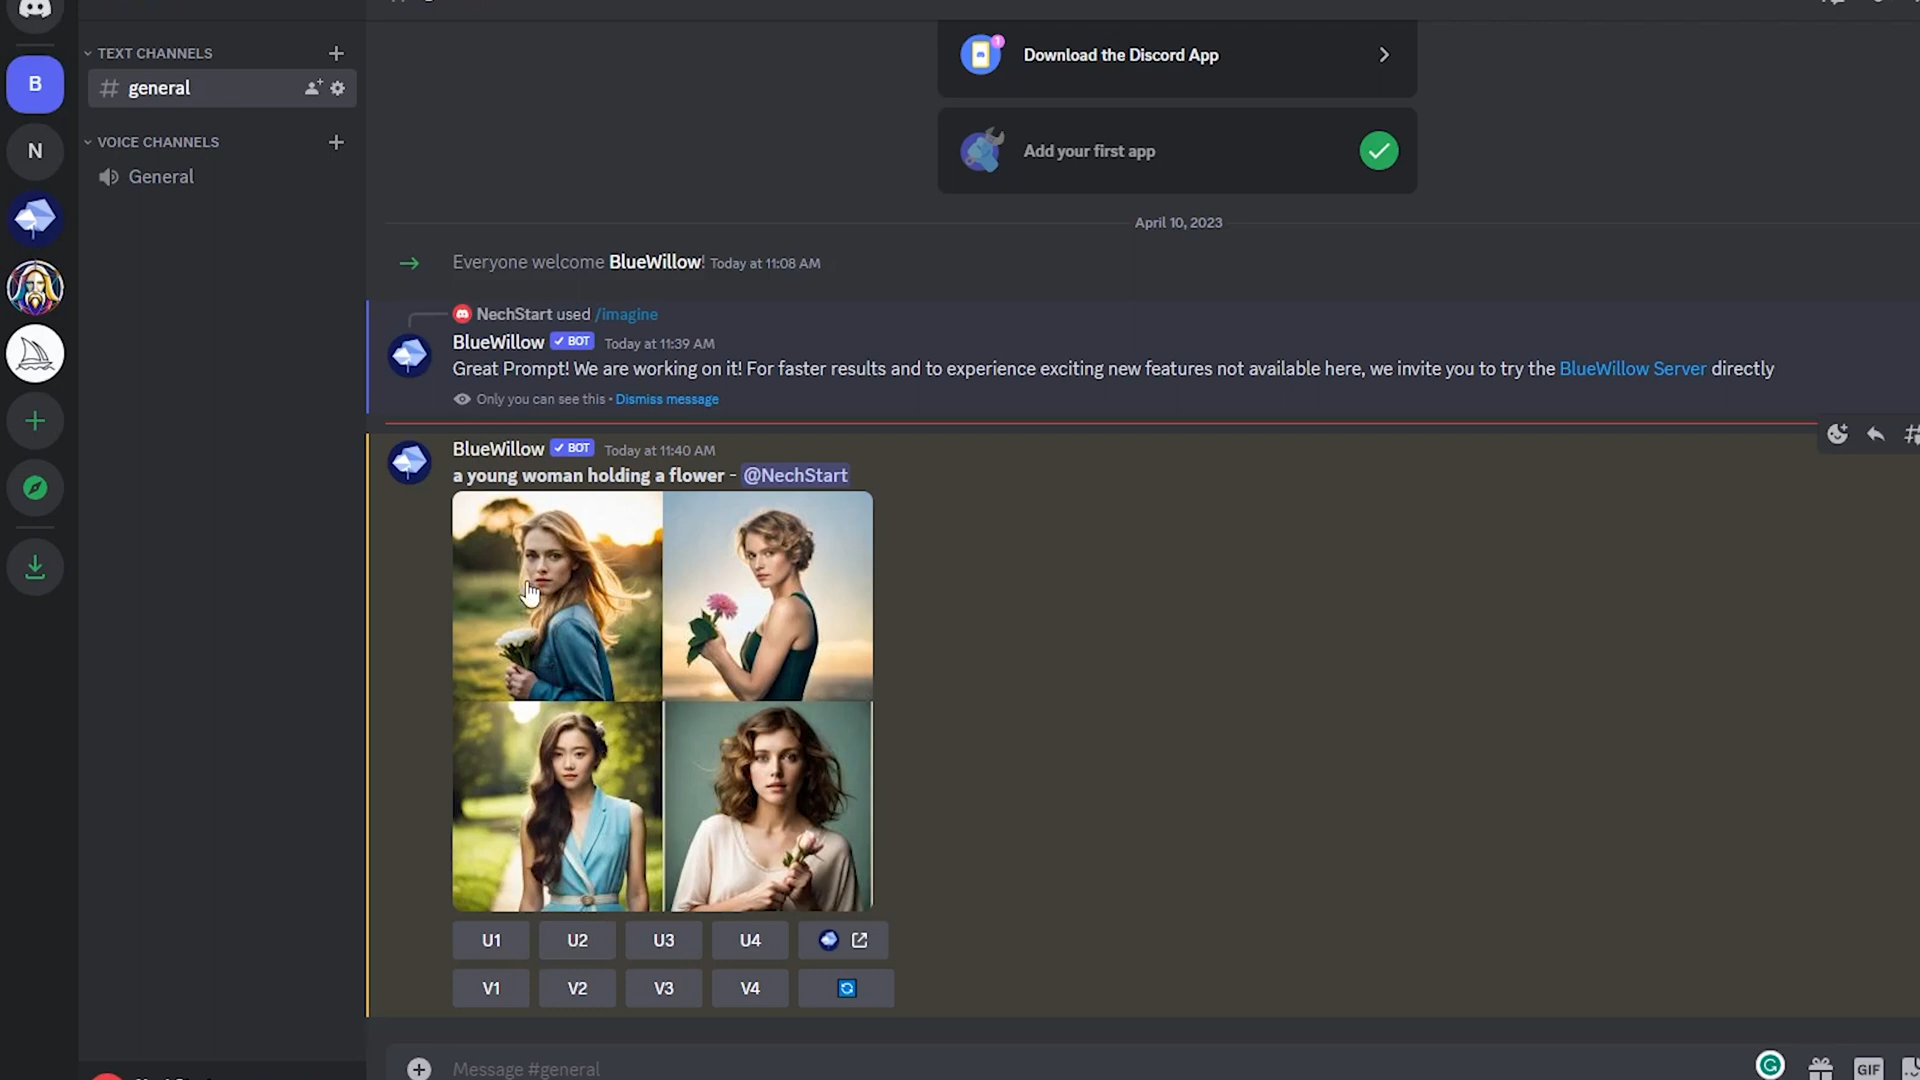 TEXT CHANNELS
general
VOICE CHANNELS
General
B
N
Download the Discord App
1
Add your first app
April 10, 2023
Everyone welcome BlueWillow! Today at 11:08 AM
NechStart used /imagine
BlueWillow BOT Today at 11:39 AM
Great Prompt! We are working on it! For faster results and to experience exciting new features not available here, we invite you to try the BlueWillow Server directly
Only you can see this • Dismiss message
BlueWillow BOT Today at 11:40 AM
a young woman holding a flower - @NechStart
U1 U2 U3 U4
V1 V2 V3 V4
Message #general
GIF